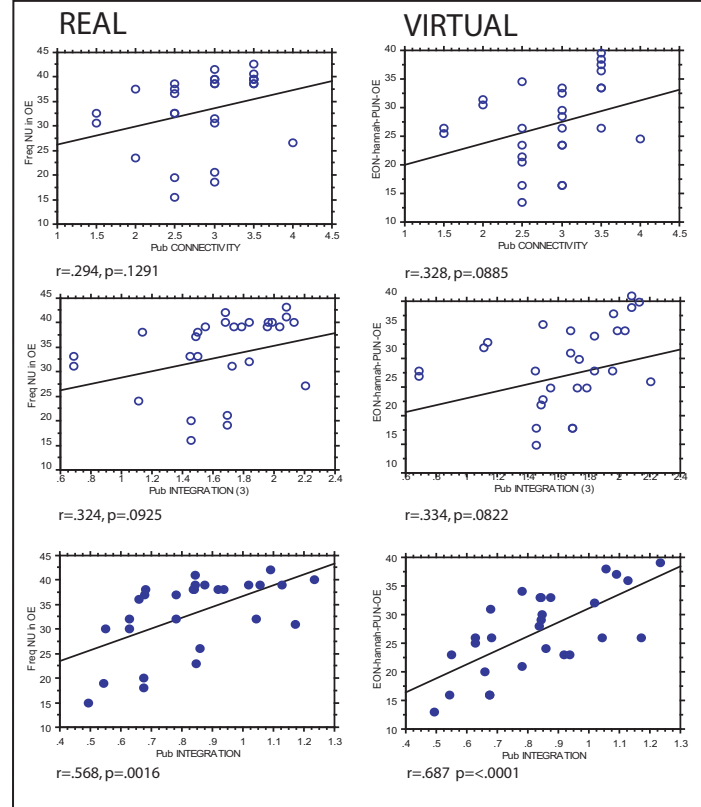 REAL VIRTUAL
45
40
35
30
25
20
15
10
Freq NU in OE
1 1.5 2 2.5 3 3.5 4 4.5
Pub CONNECTIVITY
r=.294, p=.1291
40
35
30
25
20
15
10
EON-hannah-PUN-OE
1 1.5 2 2.5 3 3.5 4 4.5
Pub CONNECTIVITY
r=.328, p=.0885
45
40
35
30
25
20
15
10
Freq NU in OE
.6 .8 1 1.2 1.4 1.6 1.8 2 2.2 2.4
Pub INTEGRATION (3)
r=.324, p=.0925
40
35
30
25
20
15
10
EON-hannah-PUN-OE
.6 .8 1 1.2 1.4 1.6 1.8 2 2.2 2.4
Pub INTEGRATION (3)
r=.334, p=.0822
45
40
35
30
25
20
15
10
Freq NU in OE
.4 .5 .6 .7 .8 .9 1 1.1 1.2 1.3
Pub INTEGRATION
r=.568, p=.0016
40
35
30
25
20
15
10
EON-hannah-PUN-OE
.4 .5 .6 .7 .8 .9 1 1.1 1.2 1.3
Pub INTEGRATION
r=.687 p=<.0001